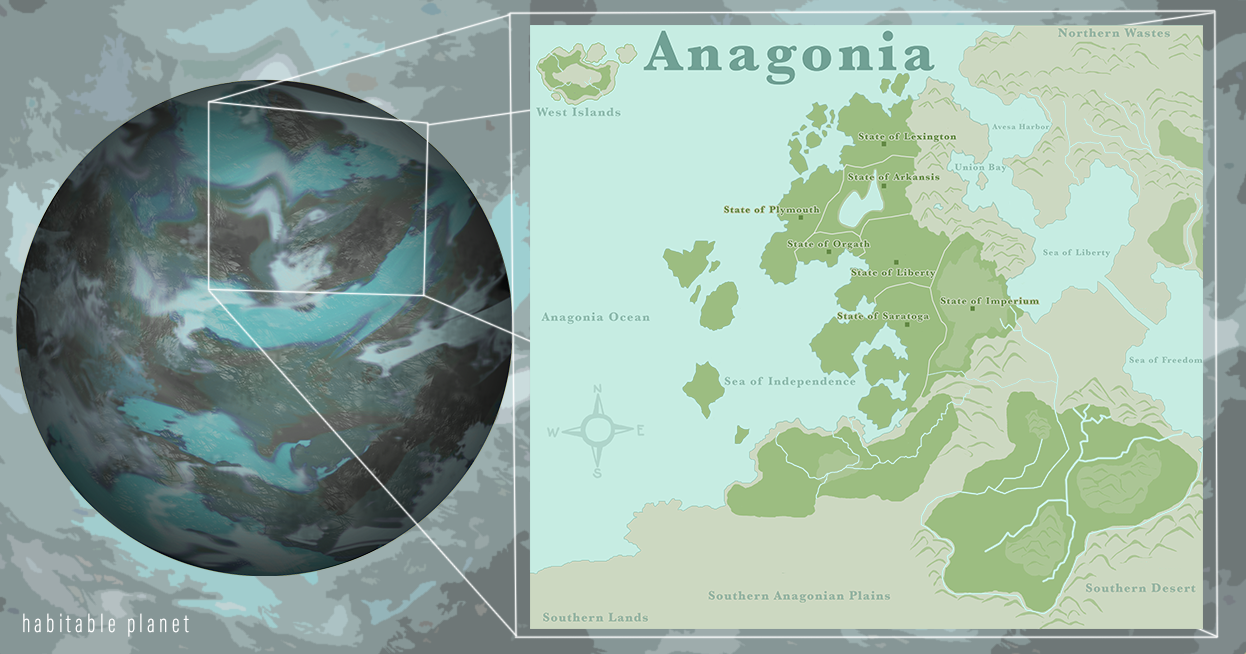 Anagonia
Northern Wastes
West Islands
Avesa Harbor
State of Lexington
Union Bay
State of Arkansis
State of Plymouth
State of Orgath
Sea of Liberty
State of Liberty
State of Imperium
State of Saratoga
Anagonia Ocean
Sea of Freedom
Sea of Independence
N
W
E
S
Southern Desert
Southern Anagonian Plains
Southern Lands
habitable planet